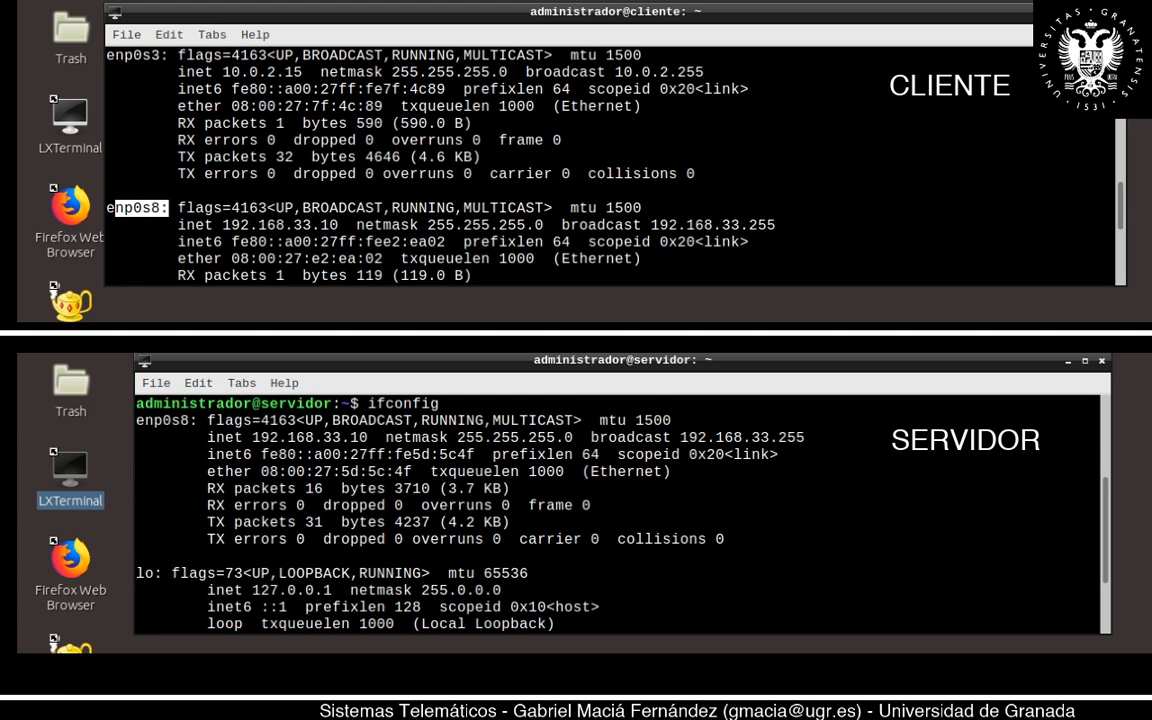 administrador@cliente: ~
File Edit Tabs Help
Trash
LXTerminal
Firefox Web
Browser
enp0s3: flags=4163<UP,BROADCAST,RUNNING,MULTICAST> mtu 1500
inet 10.0.2.15 netmask 255.255.255.0 broadcast 10.0.2.255
inet6 fe80::a00:27ff:fe7f:4c89 prefixlen 64 scopeid 0x20<link>
ether 08:00:27:7f:4c:89 txqueuelen 1000 (Ethernet)
RX packets 1 bytes 590 (590.0 B)
RX errors 0 dropped 0 overruns 0 frame 0
TX packets 32 bytes 4646 (4.6 KB)
TX errors 0 dropped 0 overruns 0 carrier 0 collisions 0
enp0s8: flags=4163<UP,BROADCAST,RUNNING,MULTICAST> mtu 1500
inet 192.168.33.10 netmask 255.255.255.0 broadcast 192.168.33.255
inet6 fe80::a00:27ff:fee2:ea02 prefixlen 64 scopeid 0x20<link>
ether 08:00:27:e2:ea:02 txqueuelen 1000 (Ethernet)
RX packets 1 bytes 119 (119.0 B)
CLIENTE
UNIVERSITAS · GRANATENSIS · 1531 ·
administrador@servidor: ~
File Edit Tabs Help
Trash
LXTerminal
Firefox Web
Browser
administrador@servidor:~$ ifconfig
enp0s8: flags=4163<UP,BROADCAST,RUNNING,MULTICAST> mtu 1500
inet 192.168.33.10 netmask 255.255.255.0 broadcast 192.168.33.255
inet6 fe80::a00:27ff:fe5d:5c4f prefixlen 64 scopeid 0x20<link>
ether 08:00:27:5d:5c:4f txqueuelen 1000 (Ethernet)
RX packets 16 bytes 3710 (3.7 KB)
RX errors 0 dropped 0 overruns 0 frame 0
TX packets 31 bytes 4237 (4.2 KB)
TX errors 0 dropped 0 overruns 0 carrier 0 collisions 0
lo: flags=73<UP,LOOPBACK,RUNNING> mtu 65536
inet 127.0.0.1 netmask 255.0.0.0
inet6 ::1 prefixlen 128 scopeid 0x10<host>
loop txqueuelen 1000 (Local Loopback)
SERVIDOR
Sistemas Telemáticos - Gabriel Maciá Fernández (gmacia@ugr.es) - Universidad de Granada